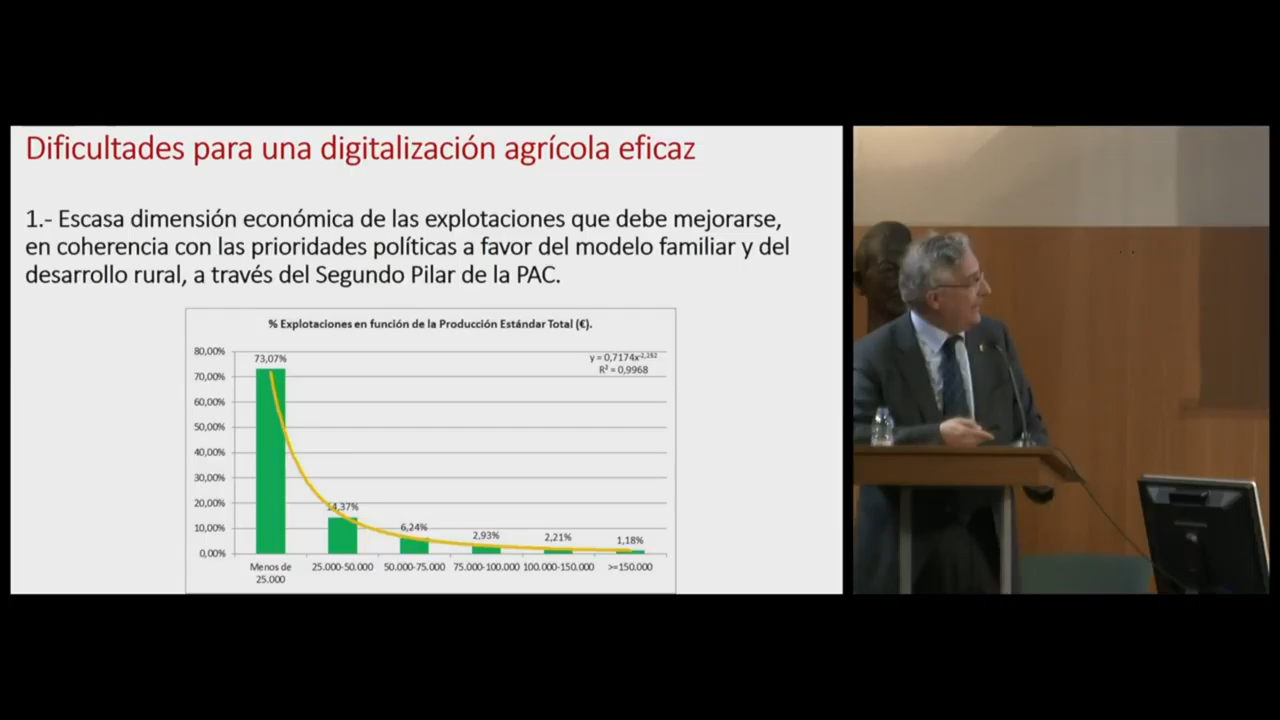 Dificultades para una digitalización agrícola eficaz
1.- Escasa dimensión económica de las explotaciones que debe mejorarse,
en coherencia con las prioridades políticas a favor del modelo familiar y del
desarrollo rural, a través del Segundo Pilar de la PAC.
% Explotaciones en función de la Producción Estándar Total (€).
80,00%
70,00%
60,00%
50,00%
40,00%
30,00%
20,00%
10,00%
0,00%
73,07%
14,37%
6,24%
2,93%
2,21%
1,18%
y = 0,7174x-2,282
R² = 0,9968
Menos de
25.000
25.000-50.000
50.000-75.000
75.000-100.000
100.000-150.000
>=150.000